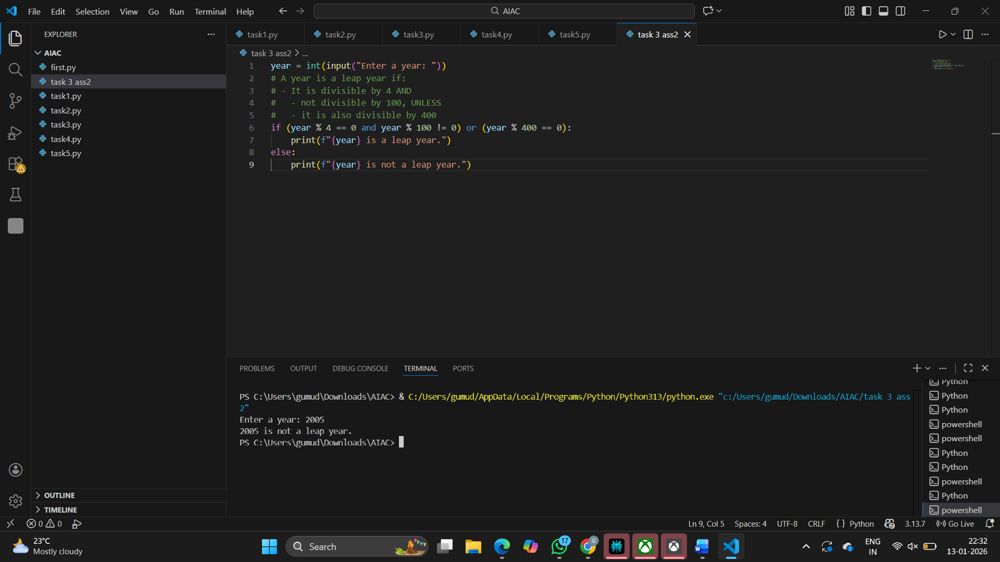 File Edit Selection View Go Run Terminal Help
AIAC
EXPLORER
AIAC
first.py
task 3 ass2
task1.py
task2.py
task3.py
task4.py
task5.py
OUTLINE
TIMELINE
task1.py task2.py task3.py task4.py task5.py task 3 ass2
task 3 ass2 > ...
1 year = int(input("Enter a year: "))
2 # A year is a leap year if:
3 # - It is divisible by 4 AND
4 #   - not divisible by 100, UNLESS
5 #   - it is also divisible by 400
6 if (year % 4 == 0 and year % 100 != 0) or (year % 400 == 0):
7     print(f"{year} is a leap year.")
8 else:
9     print(f"{year} is not a leap year.")
PROBLEMS OUTPUT DEBUG CONSOLE TERMINAL PORTS
PS C:\Users\gumud\Downloads\AIAC> & C:/Users/gumud/AppData/Local/Programs/Python/Python313/python.exe "c:/Users/gumud/Downloads/AIAC/task 3 ass
2"
Enter a year: 2005
2005 is not a leap year.
PS C:\Users\gumud\Downloads\AIAC>
Python
Python
Python
powershell
powershell
Python
Python
powershell
Python
powershell
0 0
Ln 9, Col 5 Spaces: 4 UTF-8 CRLF {} Python 3.13.7 Go Live
23°C
Mostly cloudy
Search
17
G
ENG
IN
22:32
13-01-2026